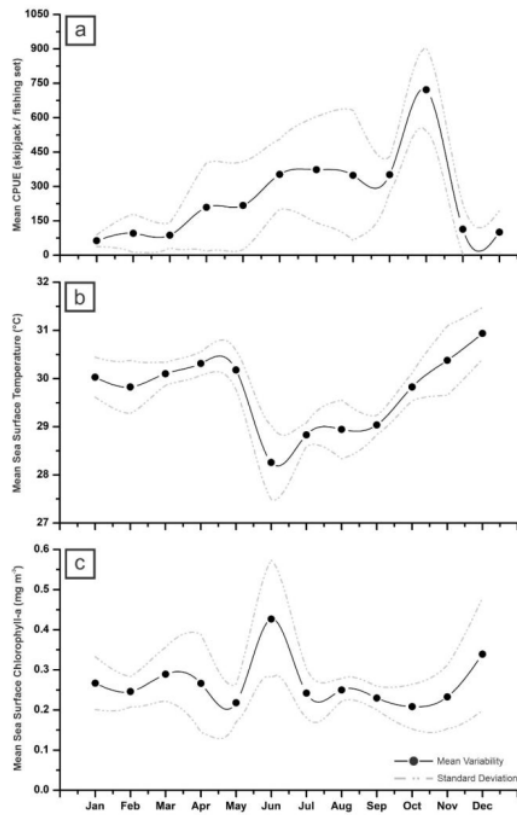 a
Mean CPUE (skipjack / fishing set)
1050
900
750
600
450
300
150
0
b
Mean Sea Surface Temperature (°C)
32
31
30
29
28
27
c
Mean Sea Surface Chlorophyll-a (mg m³)
0.6
0.5
0.4
0.3
0.2
0.1
0.0
Mean Variability
Standard Deviation
Jan Feb Mar Apr May Jun Jul Aug Sep Oct Nov Dec